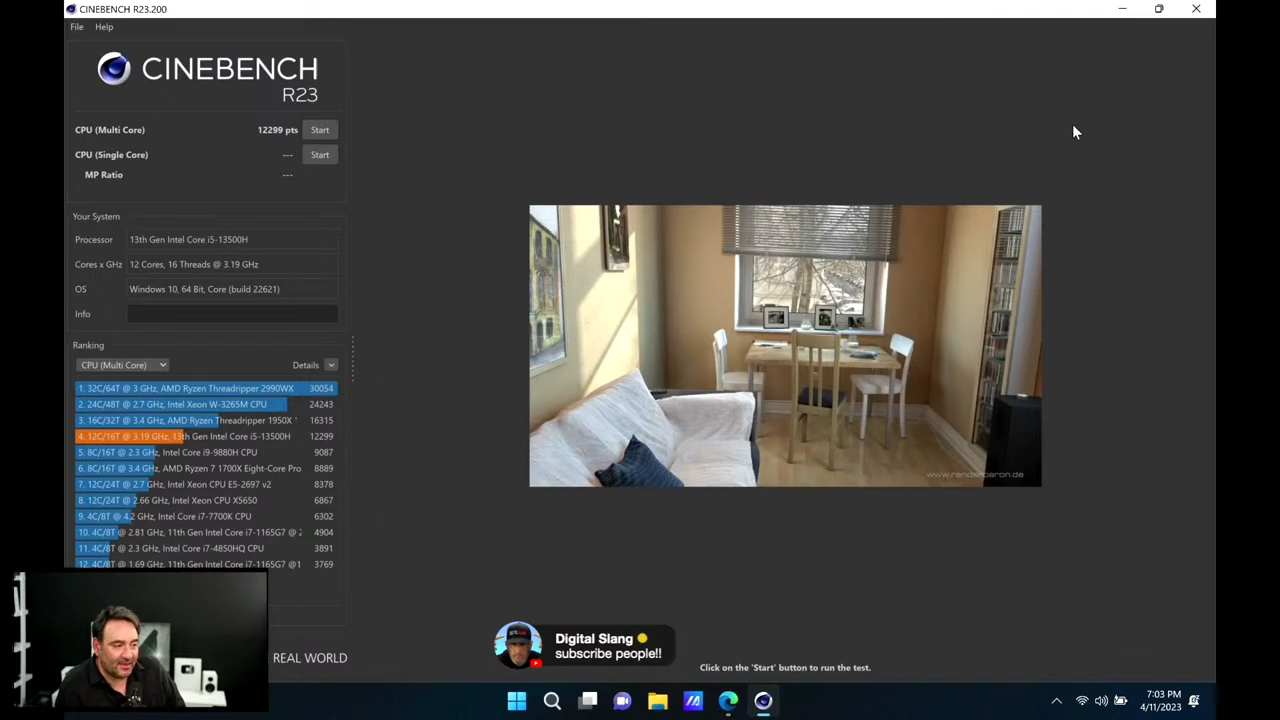 CINEBENCH R23.200
File Help
CINEBENCH
R23
CPU (Multi Core) 12299 pts Start
CPU (Single Core) --- Start
MP Ratio ---
Your System
Processor 13th Gen Intel Core i5-13500H
Cores x GHz 12 Cores, 16 Threads @ 3.19 GHz
OS Windows 10, 64 Bit, Core (build 22621)
Info
Ranking
CPU (Multi Core) Details
1. 32C/64T @ 3 GHz, AMD Ryzen Threadripper 2990WX 30054
2. 24C/48T @ 2.7 GHz, Intel Xeon W-3265M CPU 24243
3. 16C/32T @ 3.4 GHz, AMD Ryzen Threadripper 1950X 16315
4. 12C/16T @ 3.19 GHz, 13th Gen Intel Core i5-13500H 12299
5. 8C/16T @ 2.3 GHz, Intel Core i9-9880H CPU 9087
6. 8C/16T @ 3.4 GHz, AMD Ryzen 7 1700X Eight-Core Pro 8889
7. 12C/24T @ 2.7 GHz, Intel Xeon CPU E5-2697 v2 8378
8. 12C/24T @ 2.66 GHz, Intel Xeon CPU X5650 6867
9. 4C/8T @ 4.2 GHz, Intel Core i7-7700K CPU 6302
10. 4C/8T @ 2.81 GHz, 11th Gen Intel Core i7-1165G7 @ 2 4904
11. 4C/8T @ 2.3 GHz, Intel Core i7-4850HQ CPU 3891
12. 4C/8T @ 1.69 GHz, 11th Gen Intel Core i7-1165G7 @1 3769
www.renderbaron.de
REAL WORLD
Digital Slang
subscribe people!!
Click on the 'Start' button to run the test.
7:03 PM
4/11/2023